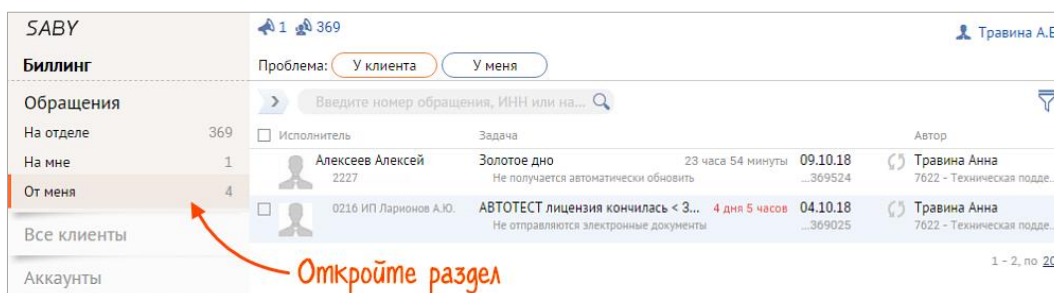 SABY
1 369
Травина А.Е
Биллинг
Проблема: У клиента У меня
Обращения
Введите номер обращения, ИНН или на...
На отделе 369
Исполнитель Задача Автор
На мне 1
Алексеев Алексей Золотое дно 23 часа 54 минуты 09.10.18 Травина Анна
2227 Не получается автоматически обновить ...369524 7622 - Техническая подде...
От меня 4
0216 ИП Ларионов А.Ю. АВТОТЕСТ лицензия кончилась < 3... 4 дня 5 часов 04.10.18 Травина Анна
Не отправляются электронные документы ...369025 7622 - Техническая подде...
Все клиенты
1 - 2, по 20
Аккаунты
Откройте раздел